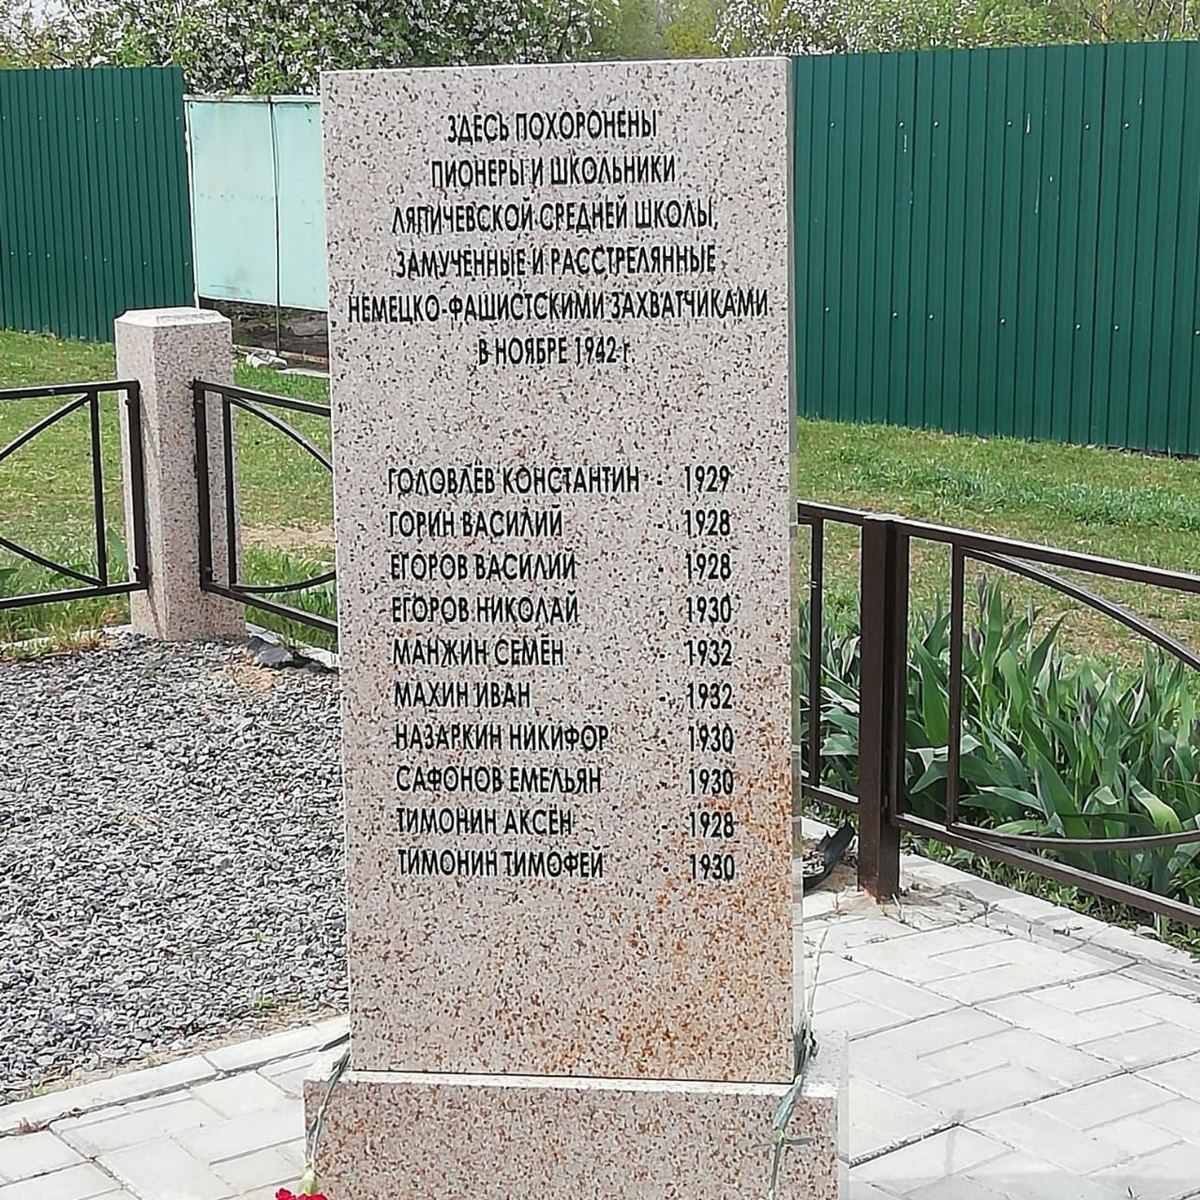 ЗДЕСЬ ПОХОРОНЕНЫ
ПИОНЕРЫ И ШКОЛЬНИКИ
ЛЯПИЧЕВСКОЙ СРЕДНЕЙ ШКОЛЫ,
ЗАМУЧЕННЫЕ И РАССТРЕЛЯННЫЕ
НЕМЕЦКО-ФАШИСТСКИМИ ЗАХВАТЧИКАМИ
В НОЯБРЕ 1942 г.
ГОЛОВЛЁВ КОНСТАНТИН - 1929
ГОРИН ВАСИЛИЙ - 1928
ЕГОРОВ ВАСИЛИЙ - 1928
ЕГОРОВ НИКОЛАЙ - 1930
МАНЖИН СЕМЁН - 1932
МАХИН ИВАН - 1932
НАЗАРКИН НИКИФОР - 1930
САФОНОВ ЕМЕЛЬЯН - 1930
ТИМОНИН АКСЁН - 1928
ТИМОНИН ТИМОФЕЙ - 1930